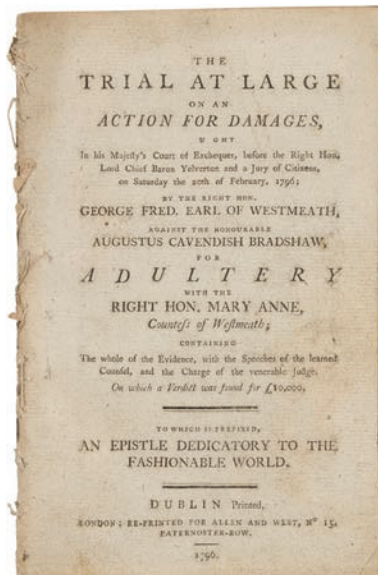 THE
TRIAL AT LARGE
ON AN
ACTION FOR DAMAGES,
UGHT
In his Majesty's Court of Exchequer, before the Right Hon.
Lord Chief Baron Yelverton and a Jury of Citizens,
on Saturday the 20th of February, 1796;
BY THE RIGHT HON.
GEORGE FRED. EARL OF WESTMEATH,
AGAINST THE HONOURABLE
AUGUSTUS CAVENDISH BRADSHAW,
FOR
ADULTERY
WITH THE
RIGHT HON. MARY ANNE,
Countess of Westmeath;
CONTAINING
The whole of the Evidence, with the Speeches of the learned
Counsel, and the Charge of the venerable Judge.
On which a Verdict was found for £10,000.
TO WHICH IS PREFIXED,
AN EPISTLE DEDICATORY TO THE
FASHIONABLE WORLD.
DUBLIN Printed,
LONDON; RE-PRINTED FOR ALLEN AND WEST, Nº 15,
PATERNOSTER-ROW.
1796.